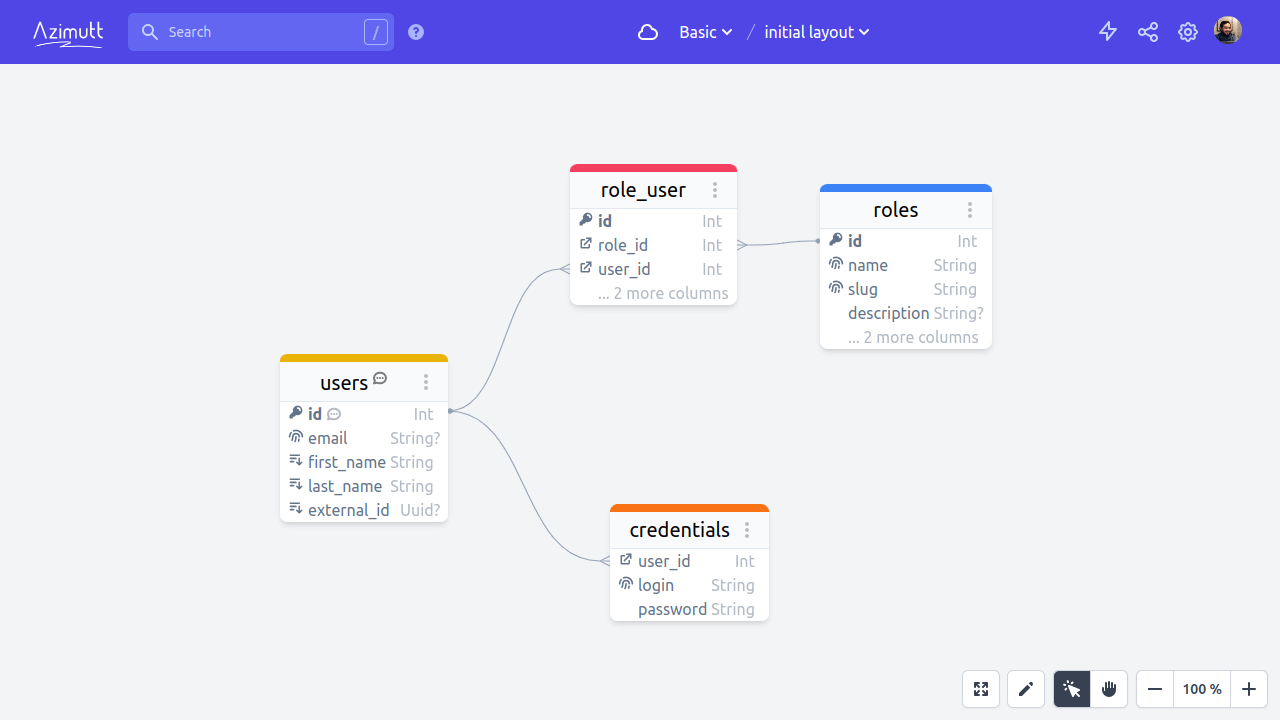 Azimutt
Search
/
?
Basic / initial layout
role_user
id Int
role_id Int
user_id Int
... 2 more columns
roles
id Int
name String
slug String
description String?
... 2 more columns
users
id Int
email String?
first_name String
last_name String
external_id Uuid?
credentials
user_id Int
login String
password String
100 %